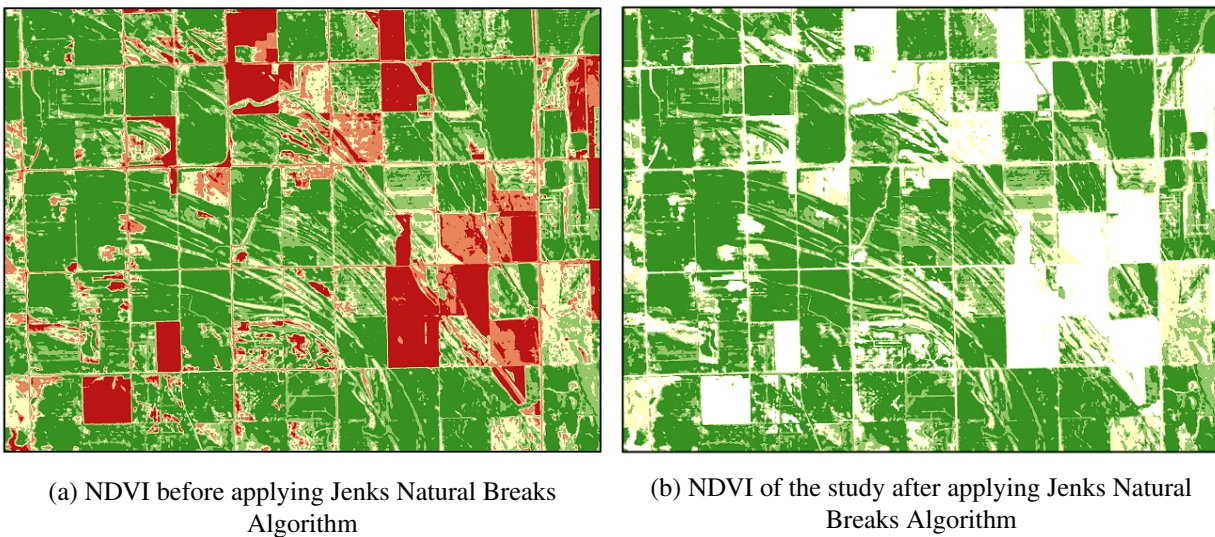 (a) NDVI before applying Jenks Natural Breaks
Algorithm
(b) NDVI of the study after applying Jenks Natural
Breaks Algorithm